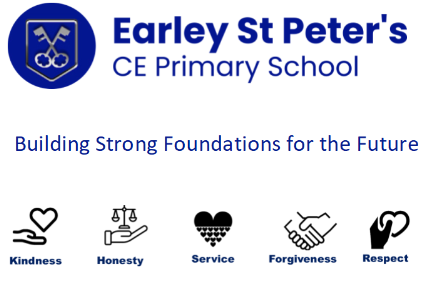 Earley St Peter's
CE Primary School
Building Strong Foundations for the Future
Kindness Honesty Service Forgiveness Respect